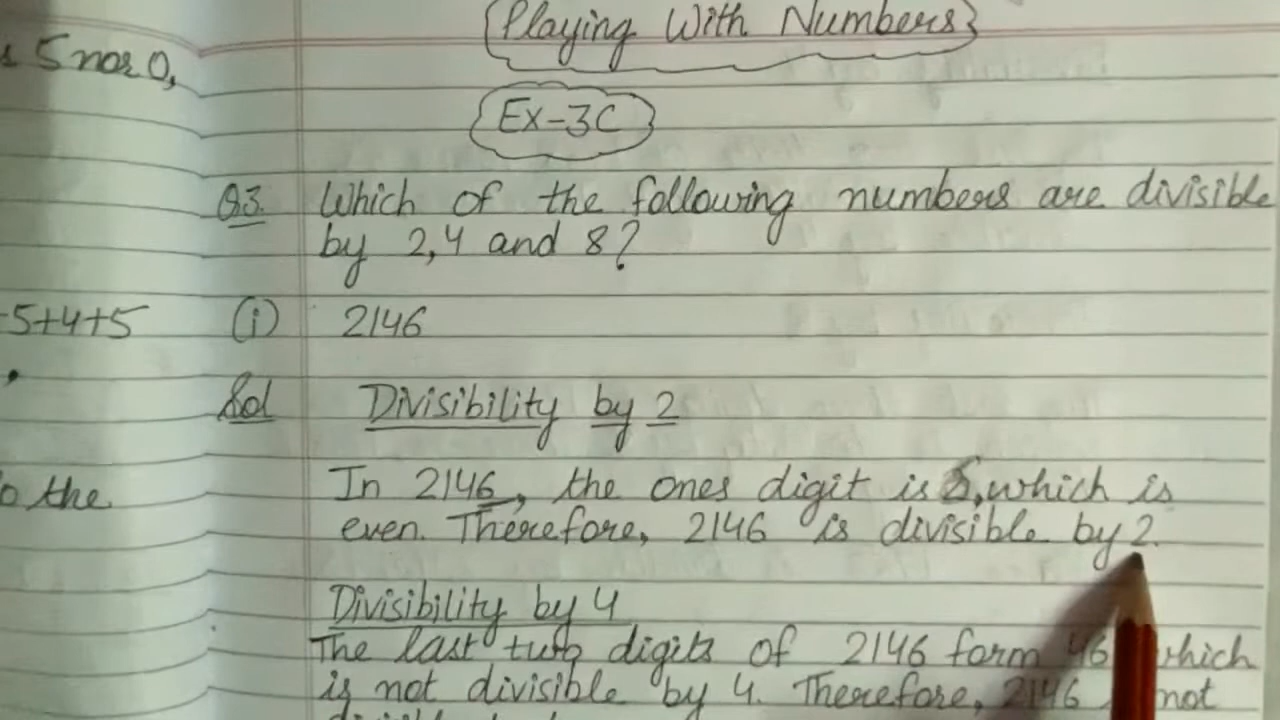 Playing With Numbers
5 nor 0,
Ex-3C
Q3. Which of the following numbers are divisible
by 2,4 and 8?
-5+4+5
(i) 2146
Sol Divisibility by 2
the
In 2146, the ones digit is , which is
even. Therefore, 2146 is divisible by 2.
Divisibility by 4
The last two digits of 2146 form 46 which
is not divisible by 4. Therefore, 2146 not